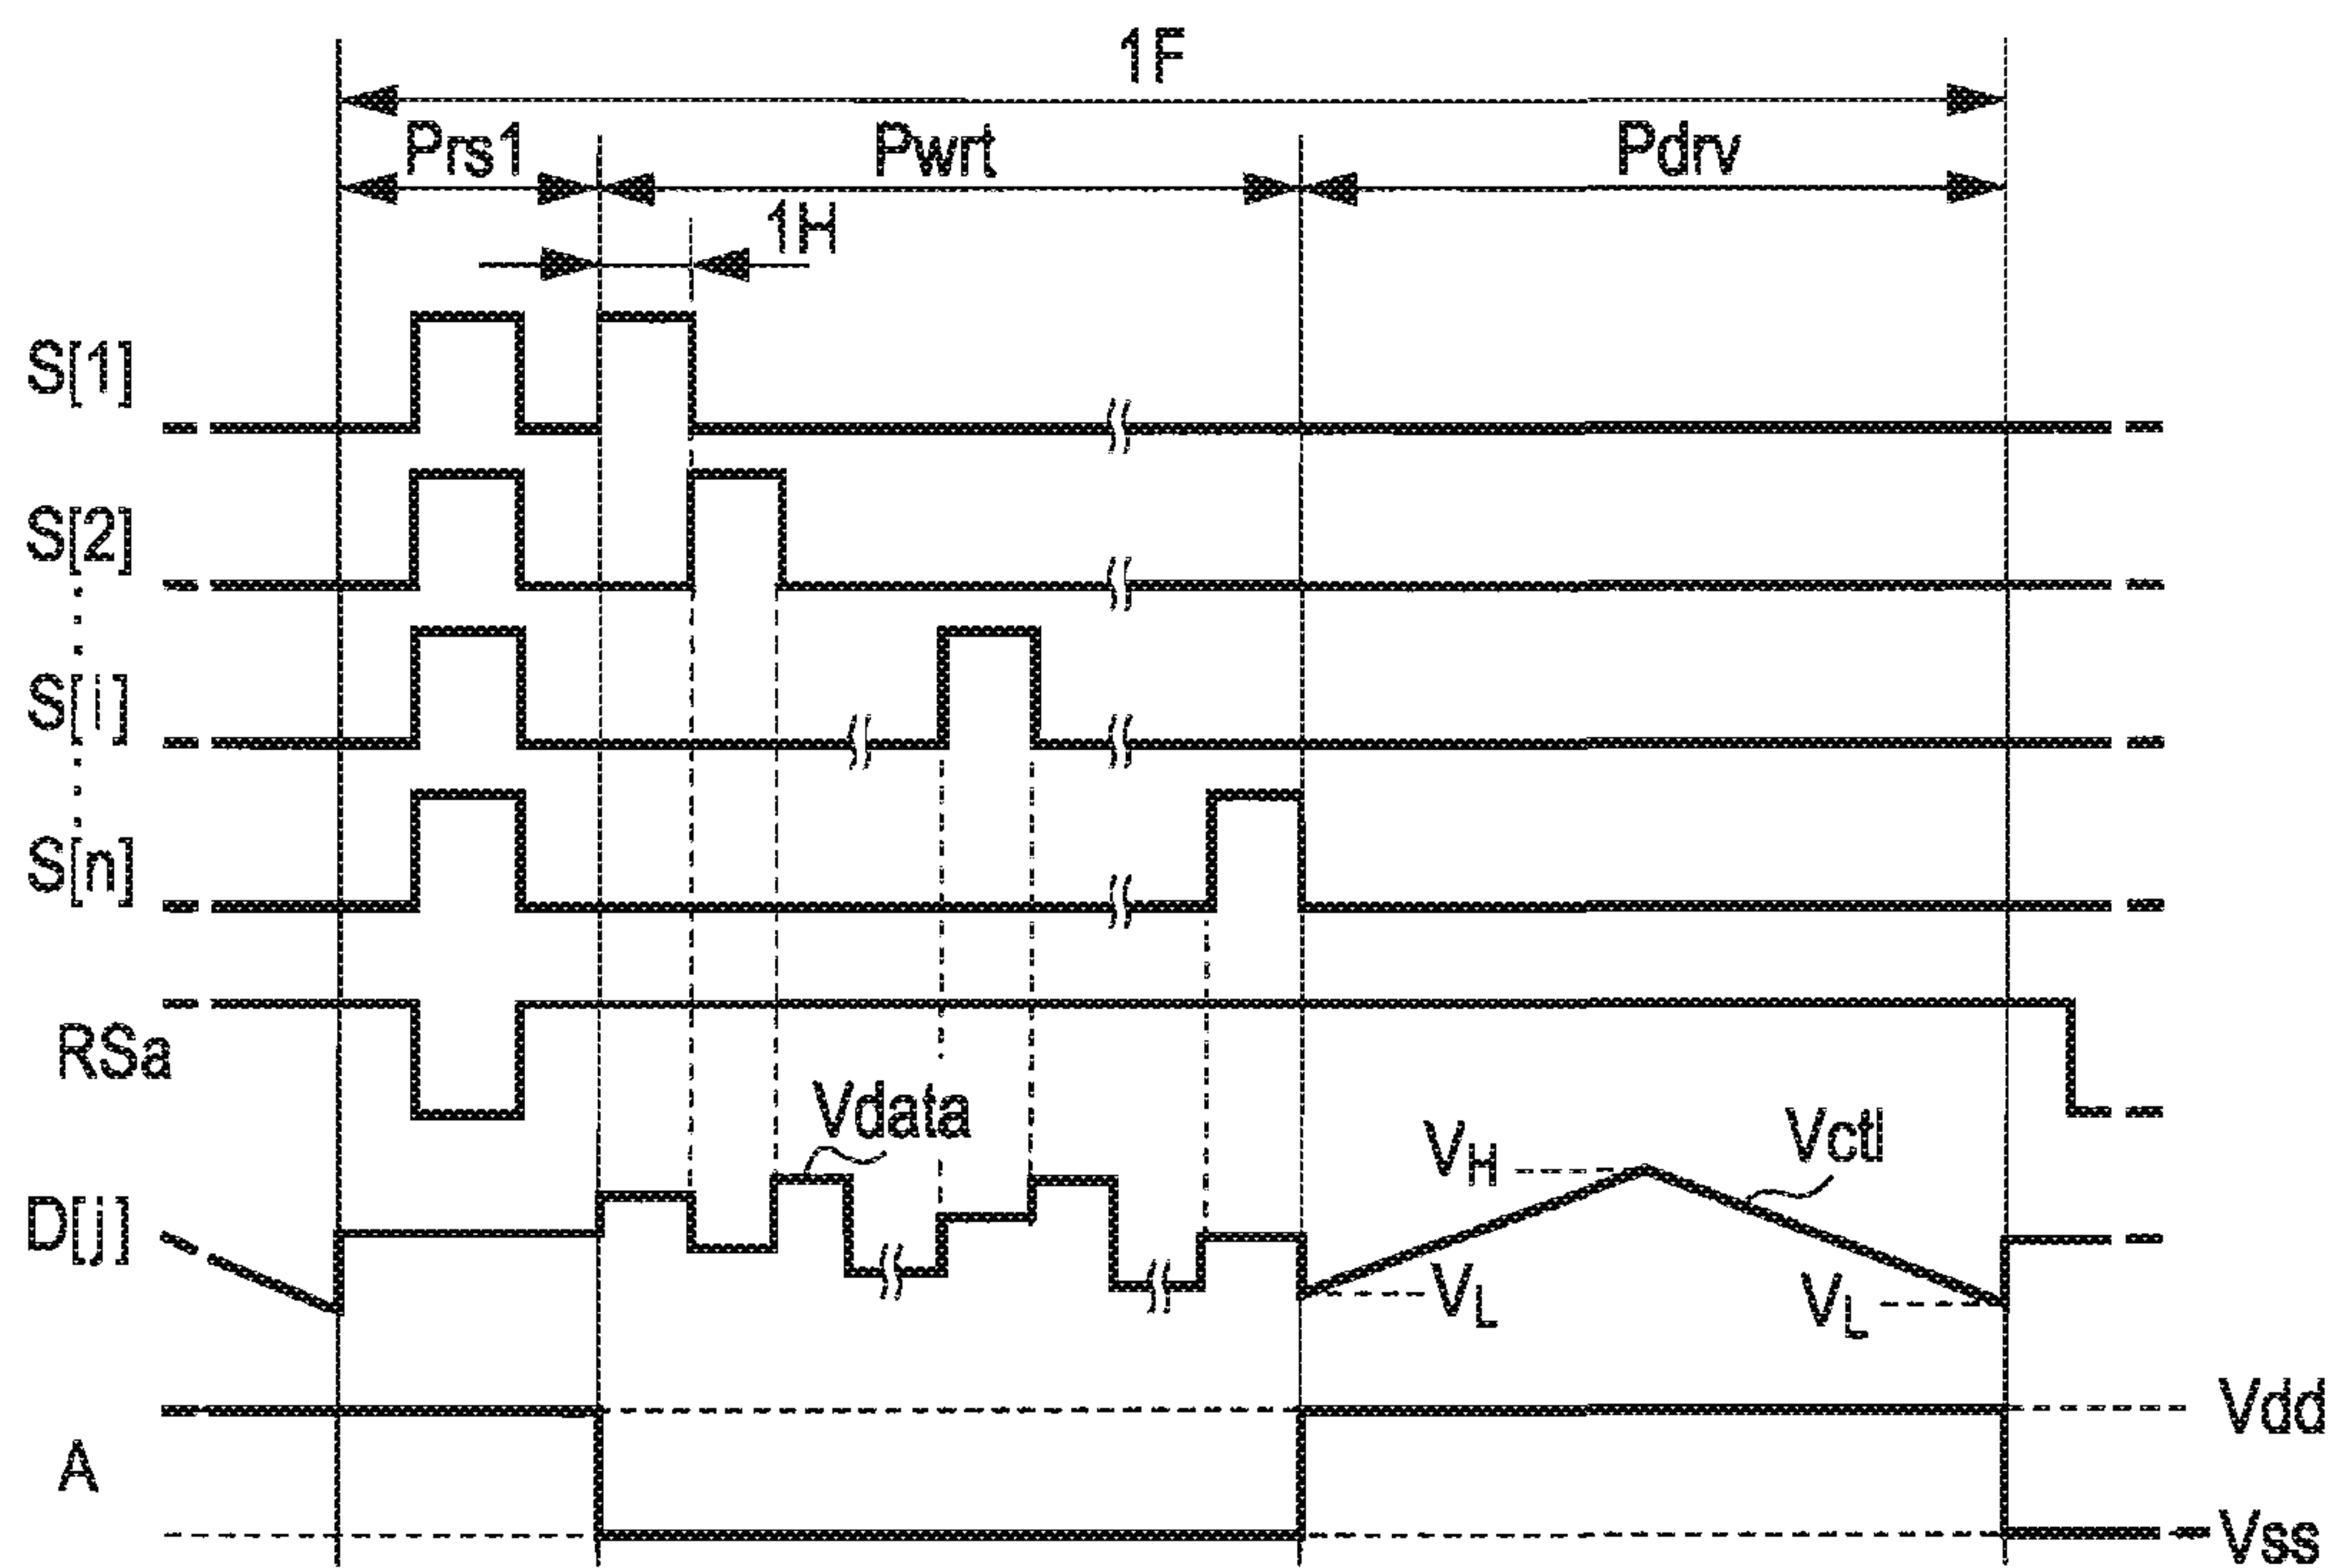 1F
Prs1 Pwrt Pdrv
1H
S[1]
S[2]
S[i]
S[n]
RSa
Vdata
VH Vctl
D[j]
VL VL
Vdd
A
Vss